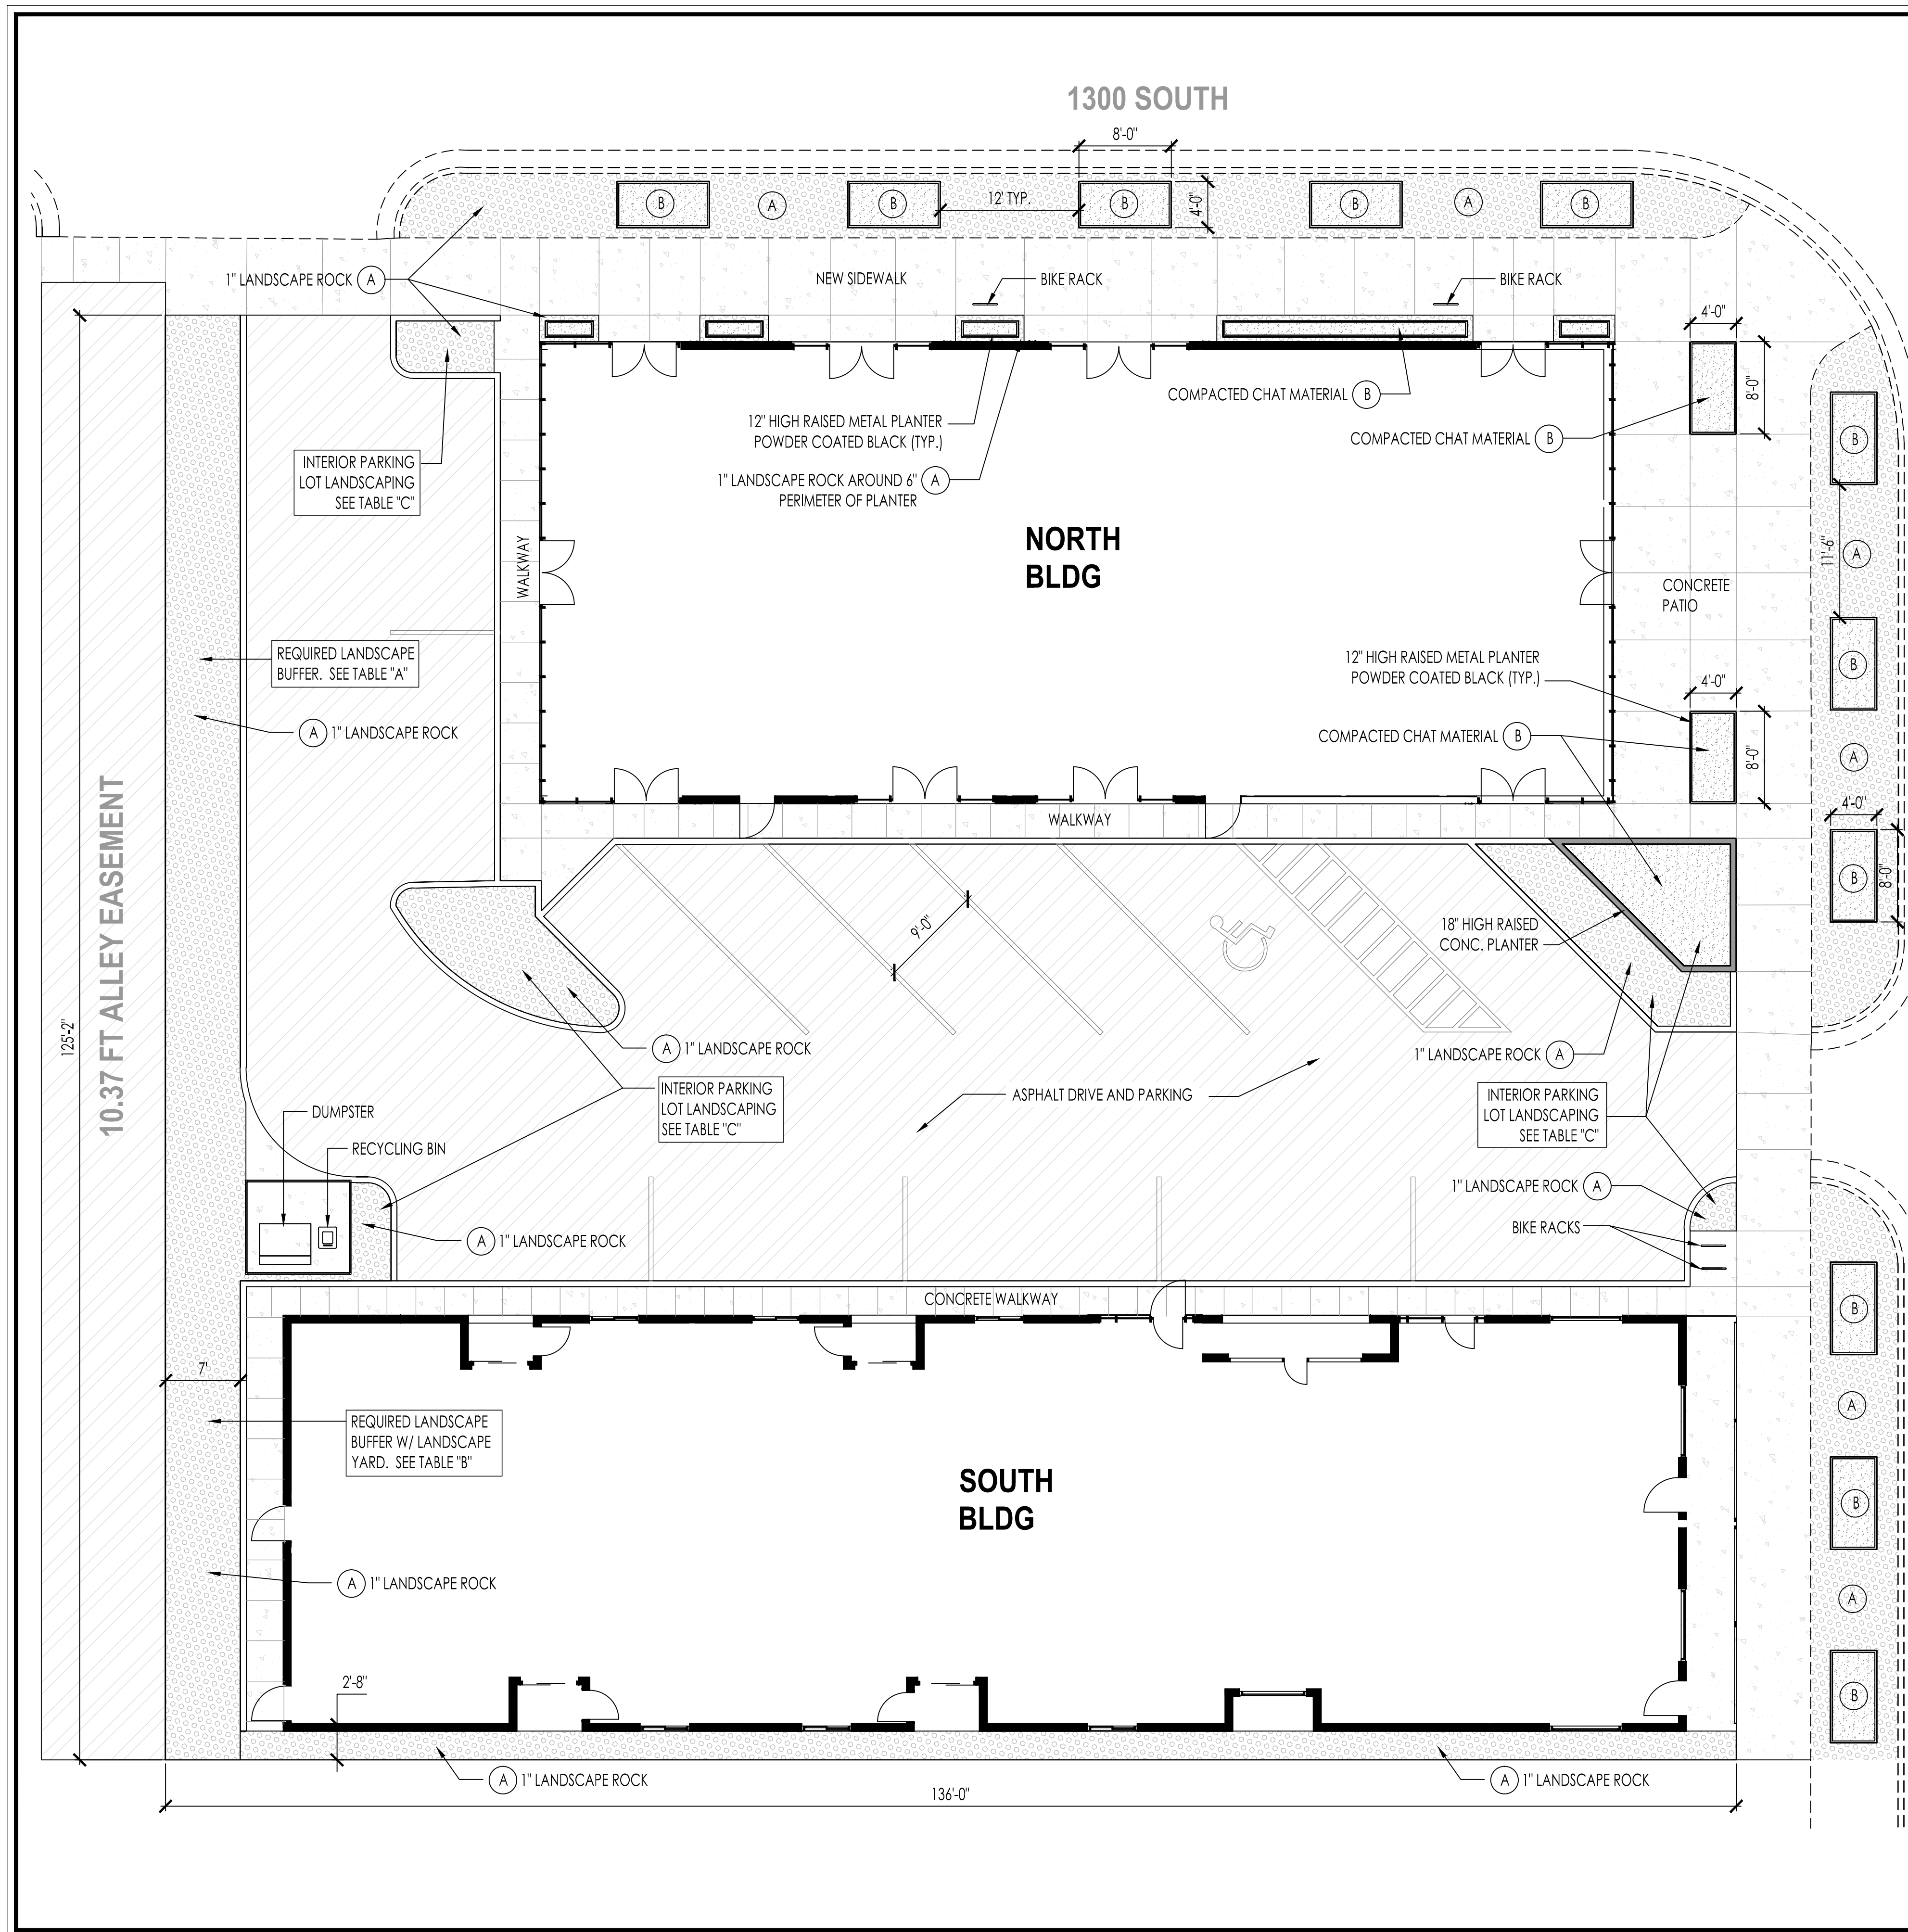 1300 SOUTH
8'-0"
B
A
B
12' TYP.
B
4'-0"
B
A
B
1" LANDSCAPE ROCK A
NEW SIDEWALK
BIKE RACK
BIKE RACK
4'-0"
8'-0"
COMPACTED CHAT MATERIAL B
12" HIGH RAISED METAL PLANTER
POWDER COATED BLACK (TYP.)
COMPACTED CHAT MATERIAL B
B
INTERIOR PARKING
LOT LANDSCAPING
SEE TABLE "C"
1" LANDSCAPE ROCK AROUND 6" A
PERIMETER OF PLANTER
NORTH
BLDG
WALKWAY
11'-6"
A
CONCRETE
PATIO
REQUIRED LANDSCAPE
BUFFER. SEE TABLE "A"
12" HIGH RAISED METAL PLANTER
POWDER COATED BLACK (TYP.)
B
4'-0"
A 1" LANDSCAPE ROCK
COMPACTED CHAT MATERIAL B
8'-0"
A
4'-0"
WALKWAY
B
8'-0"
10.37 FT ALLEY EASEMENT
125'-2"
9'-0"
18" HIGH RAISED
CONC. PLANTER
A 1" LANDSCAPE ROCK
1" LANDSCAPE ROCK A
INTERIOR PARKING
LOT LANDSCAPING
SEE TABLE "C"
ASPHALT DRIVE AND PARKING
INTERIOR PARKING
LOT LANDSCAPING
SEE TABLE "C"
DUMPSTER
RECYCLING BIN
1" LANDSCAPE ROCK A
BIKE RACKS
A 1" LANDSCAPE ROCK
CONCRETE WALKWAY
B
7'
A
REQUIRED LANDSCAPE
BUFFER W/ LANDSCAPE
YARD. SEE TABLE "B"
SOUTH
BLDG
B
A 1" LANDSCAPE ROCK
A
2'-8"
B
A 1" LANDSCAPE ROCK
A 1" LANDSCAPE ROCK
136'-0"